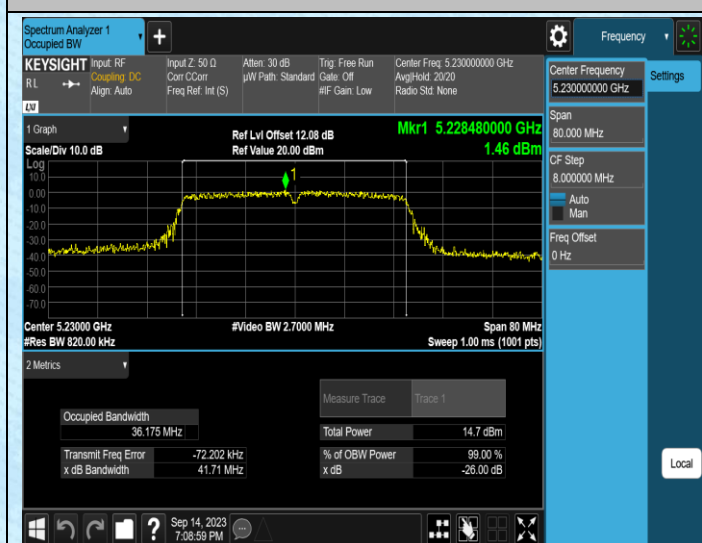 Spectrum Analyzer 1
Occupied BW
Frequency
KEYSIGHT
Input: RF
Coupling: DC
Align: Auto
Input Z: 50 Ω
Corr CCorr
Freq Ref: Int (S)
Atten: 30 dB
µW Path: Standard
Trig: Free Run
Gate: Off
#IF Gain: Low
Center Freq: 5.230000000 GHz
Avg|Hold: 20/20
Radio Std: None
R L
LXI
Center Frequency
5.230000000 GHz
Settings
Span
80.000 MHz
CF Step
8.000000 MHz
Auto
Man
Freq Offset
0 Hz
1 Graph
Scale/Div 10.0 dB
Ref Lvl Offset 12.08 dB
Ref Value 20.00 dBm
Mkr1 5.228480000 GHz
1.46 dBm
Log
10.0
0.00
-10.0
-20.0
-30.0
-40.0
-50.0
-60.0
-70.0
1
Center 5.23000 GHz
#Res BW 820.00 kHz
#Video BW 2.7000 MHz
Span 80 MHz
Sweep 1.00 ms (1001 pts)
2 Metrics
Measure Trace Trace 1
Occupied Bandwidth
36.175 MHz
Total Power 14.7 dBm
Transmit Freq Error -72.202 kHz
% of OBW Power 99.00 %
x dB Bandwidth 41.71 MHz
x dB -26.00 dB
Local
?
Sep 14, 2023
7:08:59 PM